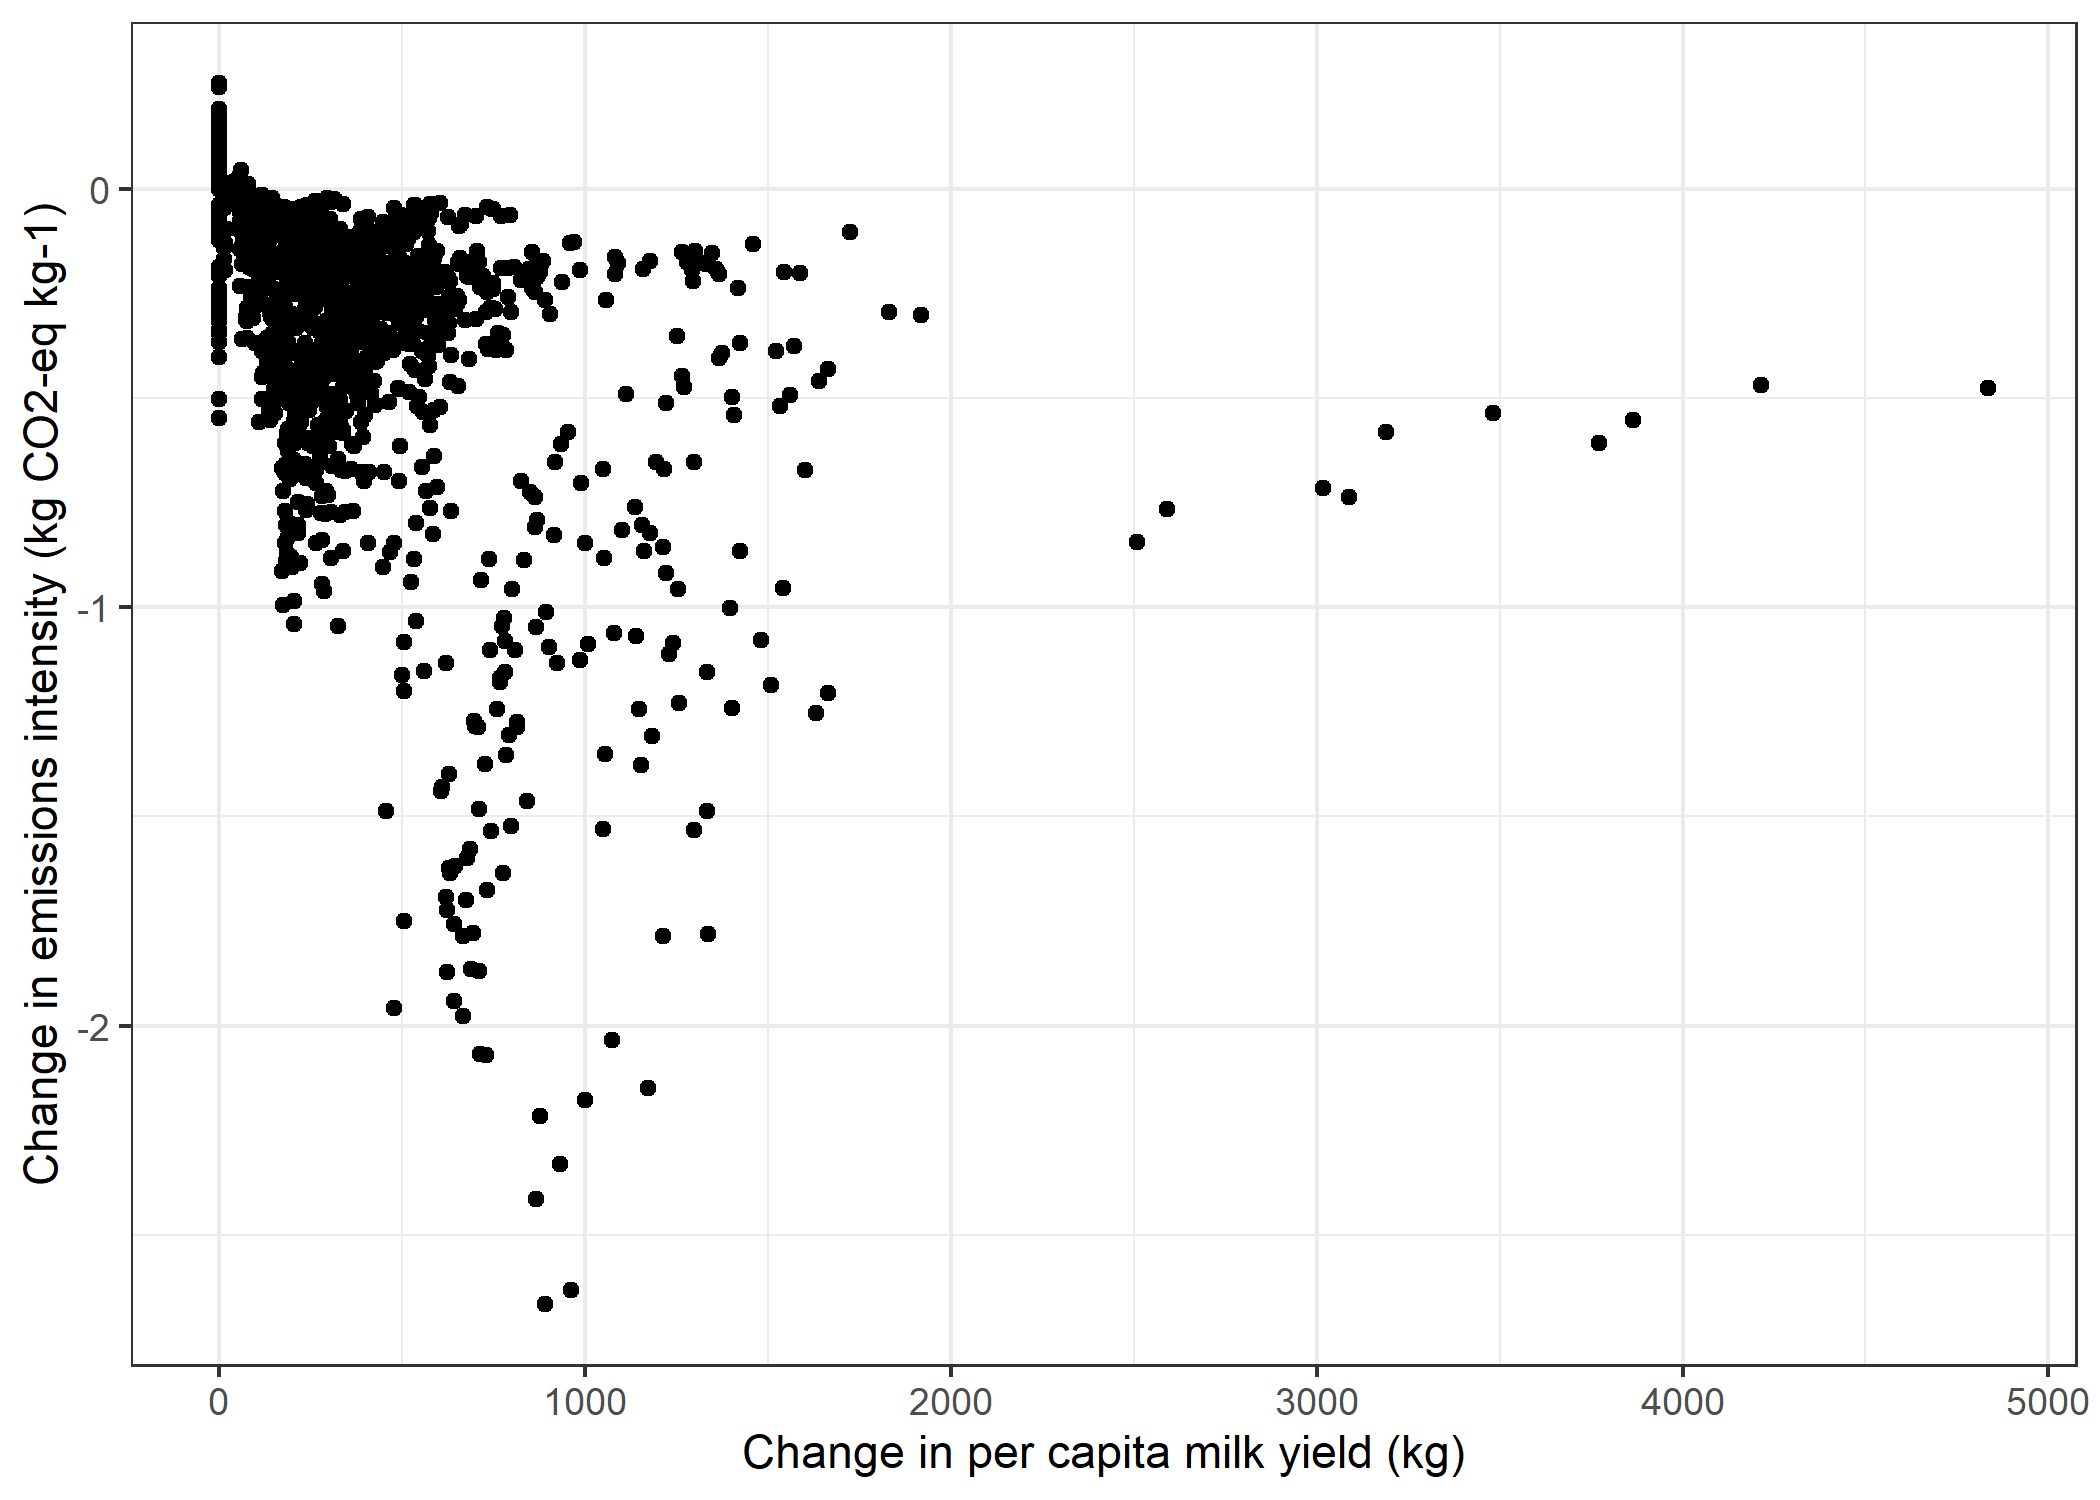 Change in emissions intensity (kg CO2-eq kg-1)
0
-1
-2
0 1000 2000 3000 4000 5000
Change in per capita milk yield (kg)